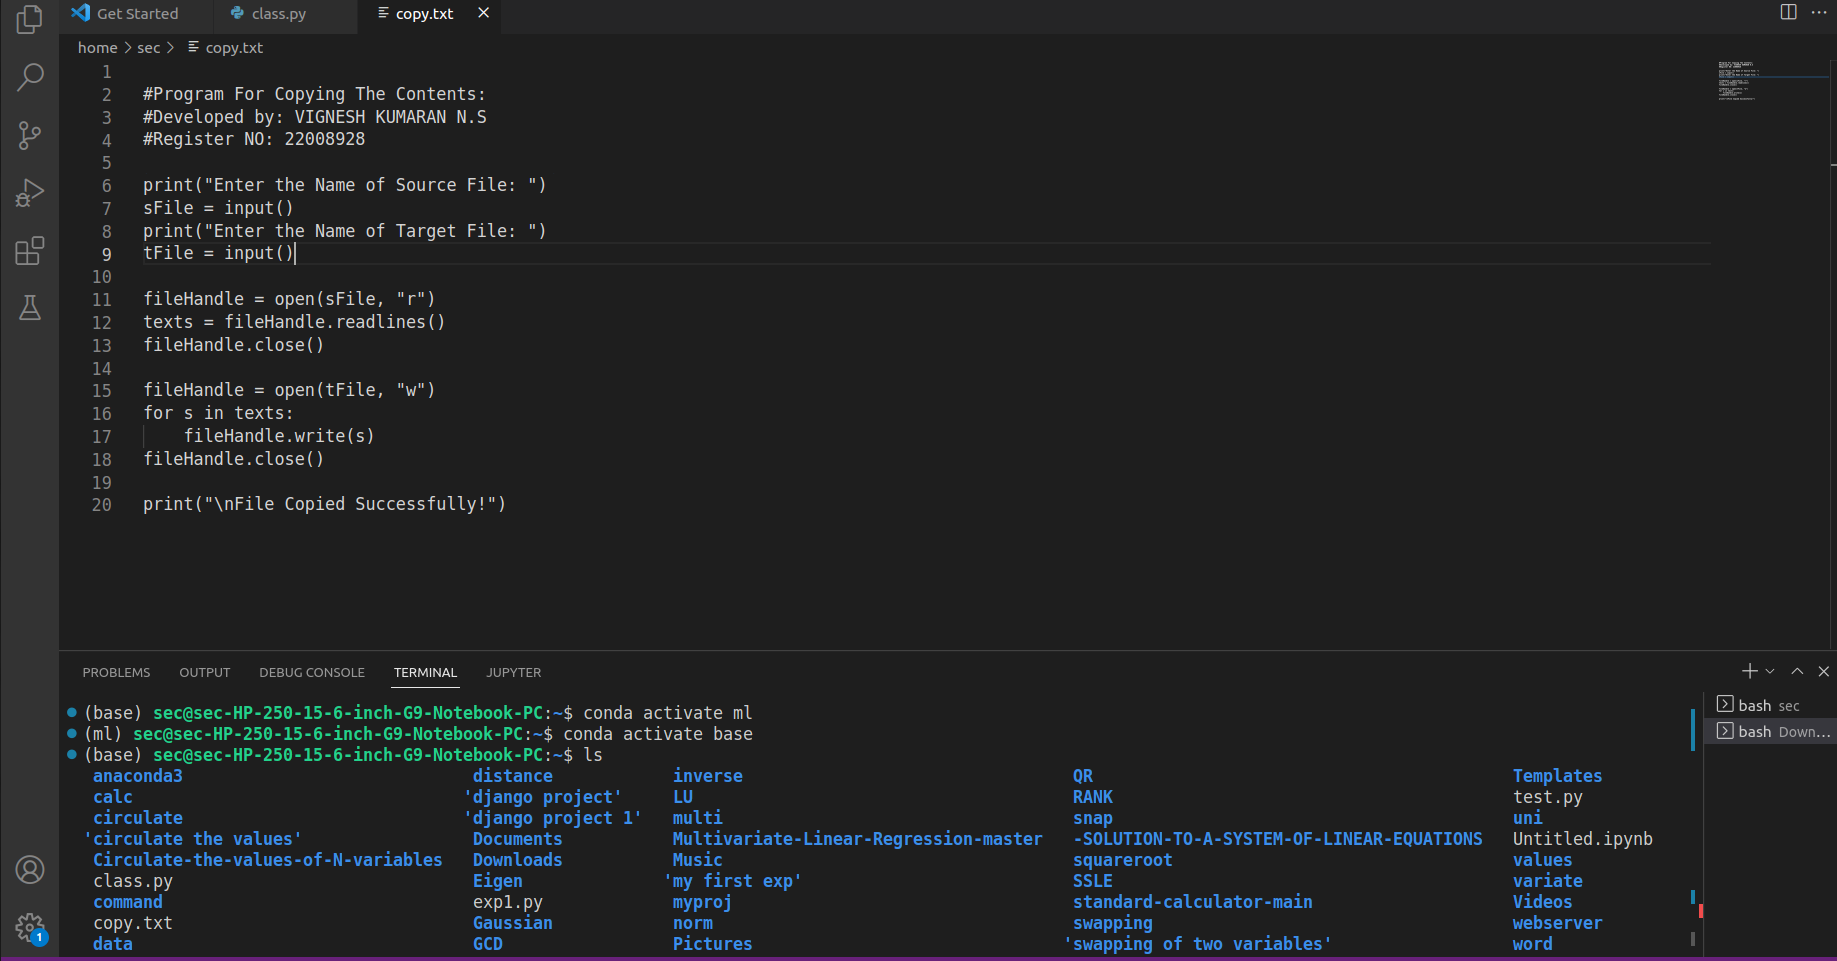 Get Started class.py copy.txt
home > sec > copy.txt
1
2 #Program For Copying The Contents:
3 #Developed by: VIGNESH KUMARAN N.S
4 #Register NO: 22008928
5
6 print("Enter the Name of Source File: ")
7 sFile = input()
8 print("Enter the Name of Target File: ")
9 tFile = input()
10
11 fileHandle = open(sFile, "r")
12 texts = fileHandle.readlines()
13 fileHandle.close()
14
15 fileHandle = open(tFile, "w")
16 for s in texts:
17     fileHandle.write(s)
18 fileHandle.close()
19
20 print("\nFile Copied Successfully!")
PROBLEMS OUTPUT DEBUG CONSOLE TERMINAL JUPYTER
(base) sec@sec-HP-250-15-6-inch-G9-Notebook-PC:~$ conda activate ml
(ml) sec@sec-HP-250-15-6-inch-G9-Notebook-PC:~$ conda activate base
(base) sec@sec-HP-250-15-6-inch-G9-Notebook-PC:~$ ls
anaconda3 distance inverse QR Templates
calc 'django project' LU RANK test.py
circulate 'django project 1' multi snap uni
'circulate the values' Documents Multivariate-Linear-Regression-master -SOLUTION-TO-A-SYSTEM-OF-LINEAR-EQUATIONS Untitled.ipynb
Circulate-the-values-of-N-variables Downloads Music squareroot values
class.py Eigen 'my first exp' SSLE variate
command exp1.py myproj standard-calculator-main Videos
copy.txt Gaussian norm swapping webserver
data GCD Pictures 'swapping of two variables' word
bash sec
bash Down...
1